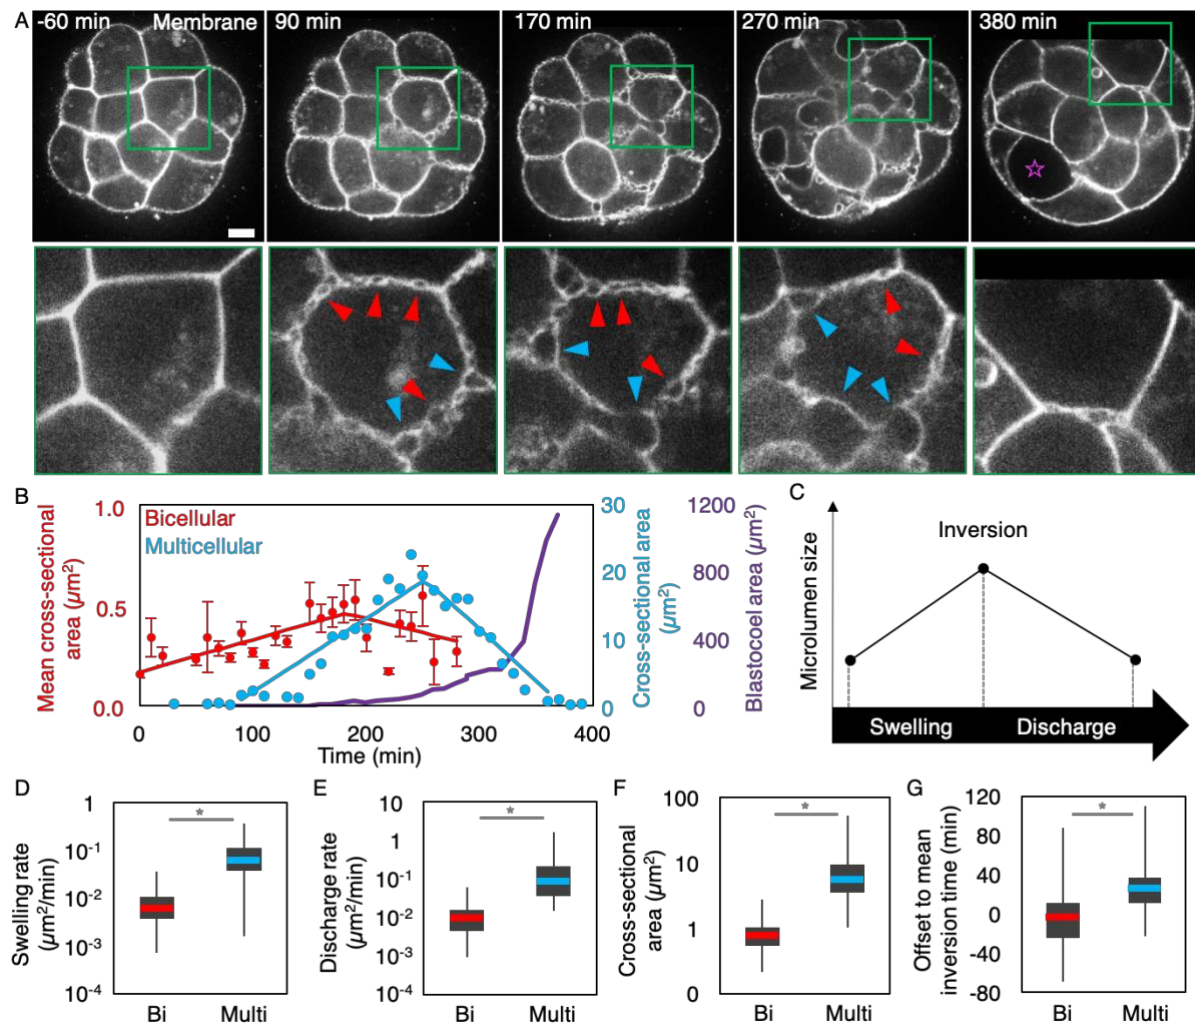 A
-60 min Membrane
90 min
170 min
270 min
380 min
B
Mean cross-sectional
area (µm²)
1.0
0.5
0.0
Bicellular
Multicellular
30
20
10
0
Cross-sectional area
(µm²)
1200
800
400
0
Blastocoel area (µm²)
0 100 200 300 400
Time (min)
C
Microlumen size
Inversion
Swelling Discharge
D
Swelling rate
(µm²/min)
1
10⁻¹
10⁻²
10⁻³
10⁻⁴
*
Bi Multi
E
Discharge rate
(µm²/min)
10
1
10⁻¹
10⁻²
10⁻³
10⁻⁴
*
Bi Multi
F
Cross-sectional
area (µm²)
100
10
1
0
*
Bi Multi
G
Offset to mean
inversion time (min)
120
80
40
0
-40
-80
*
Bi Multi